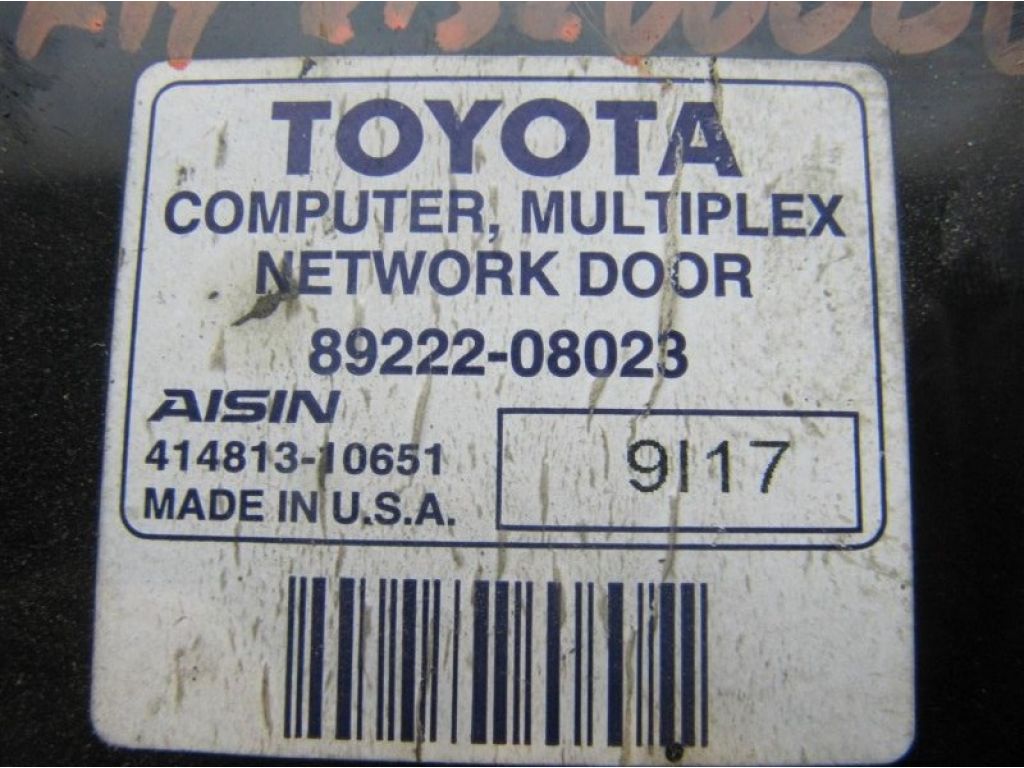 TOYOTA
COMPUTER, MULTIPLEX
NETWORK DOOR
89222-08023
AISIN
414813-10651
9I17
MADE IN U.S.A.